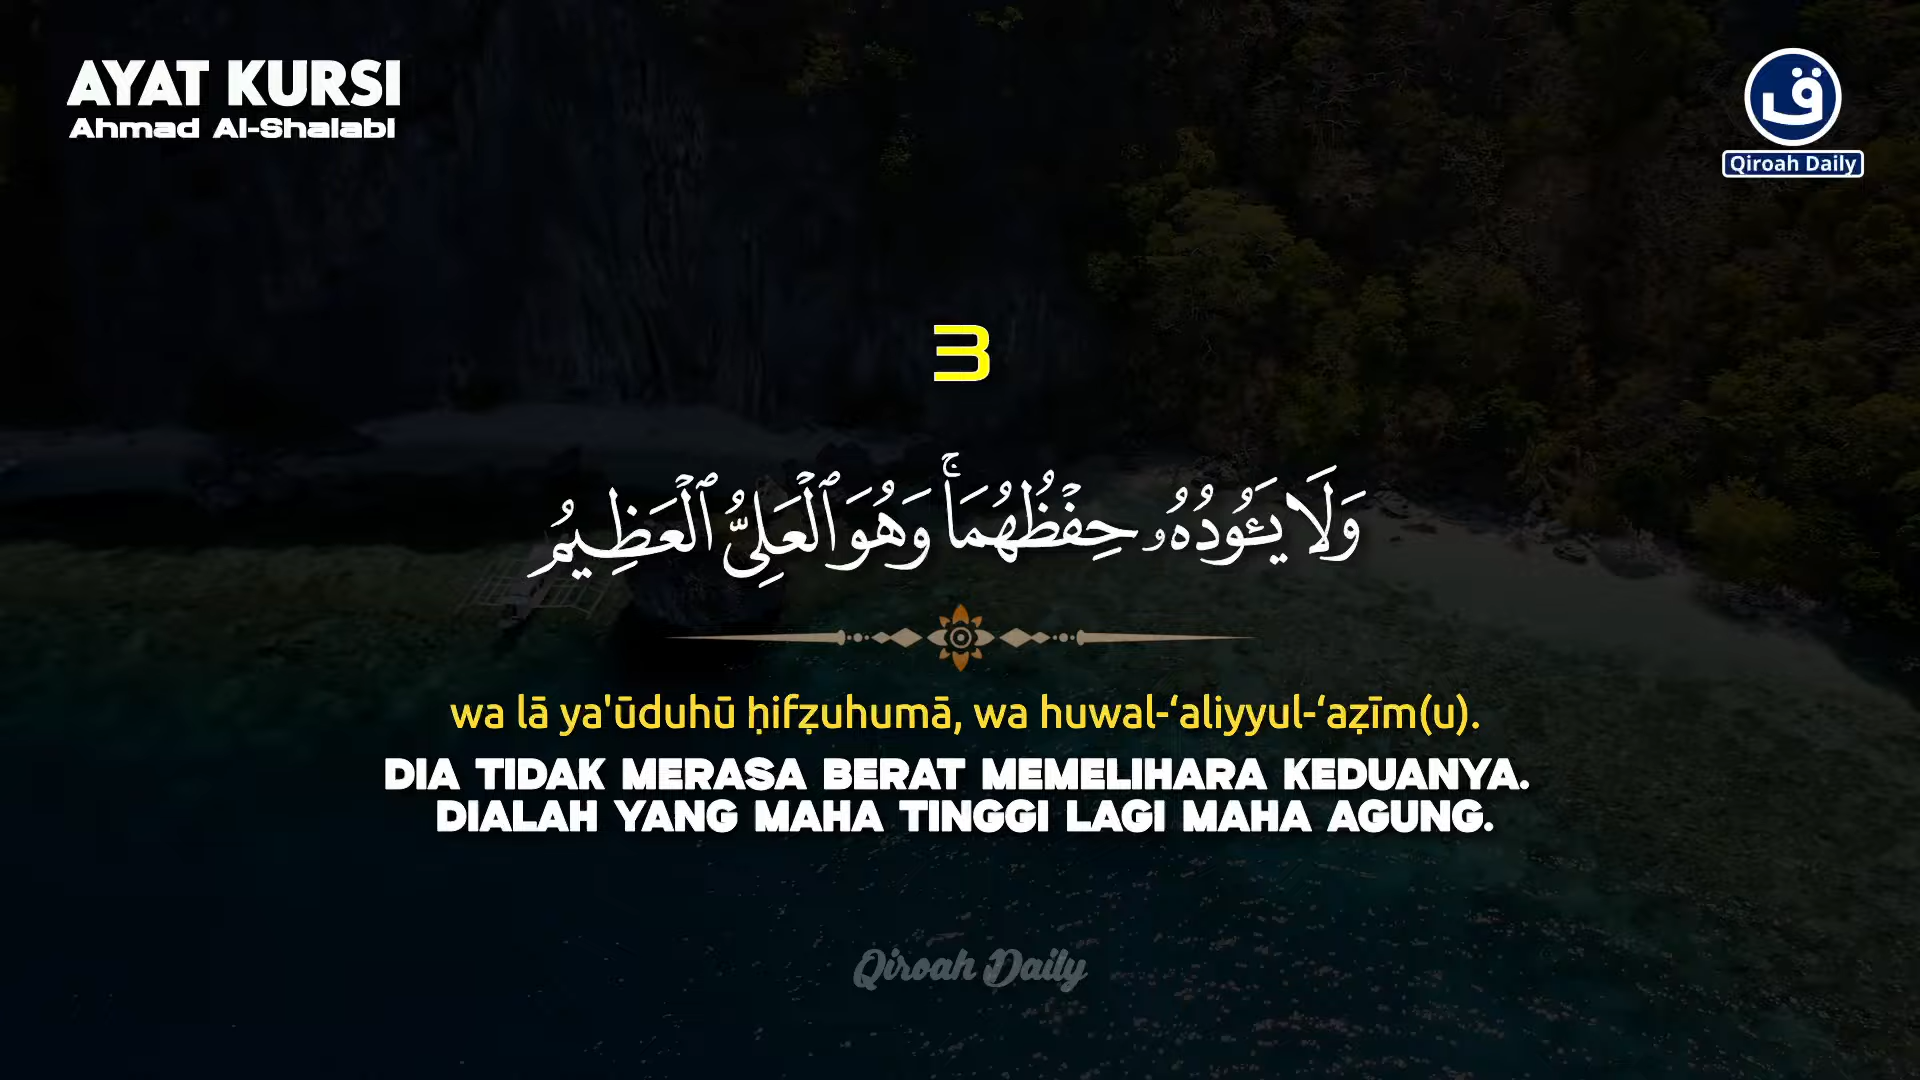 AYAT KURSI
Ahmad Al-Shalabi
ق
Qiroah Daily
3
وَلَا يَـُٔودُهُۥ حِفْظُهُمَاۚ وَهُوَ ٱلْعَلِىُّ ٱلْعَظِيمُ
wa lā ya'ūduhū ḥifẓuhumā, wa huwal-‘aliyyul-‘aẓīm(u).
DIA TIDAK MERASA BERAT MEMELIHARA KEDUANYA.
DIALAH YANG MAHA TINGGI LAGI MAHA AGUNG.
Qiroah Daily